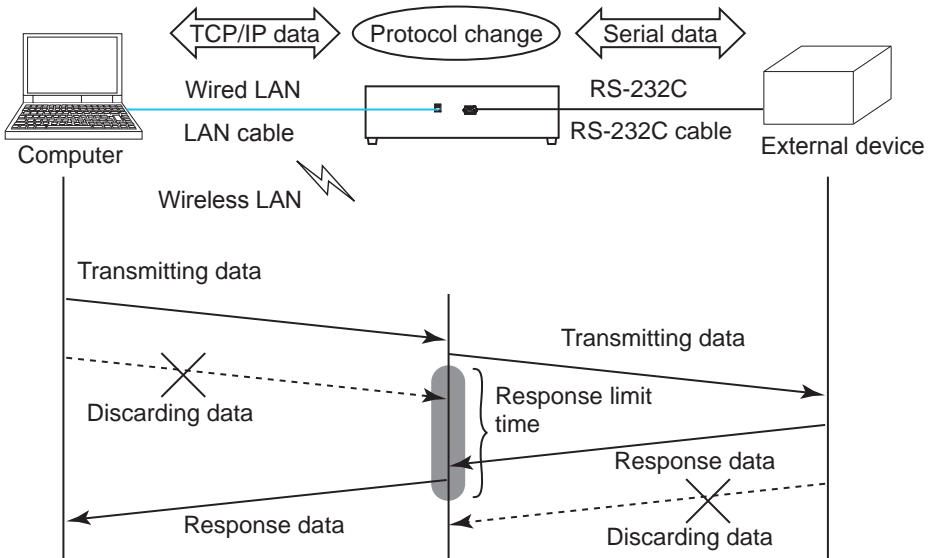 TCP/IP data
Protocol change
Serial data
Wired LAN
RS-232C
LAN cable
RS-232C cable
Computer
External device
Wireless LAN
Transmitting data
Transmitting data
Discarding data
Response limit
time
Response data
Response data
Discarding data